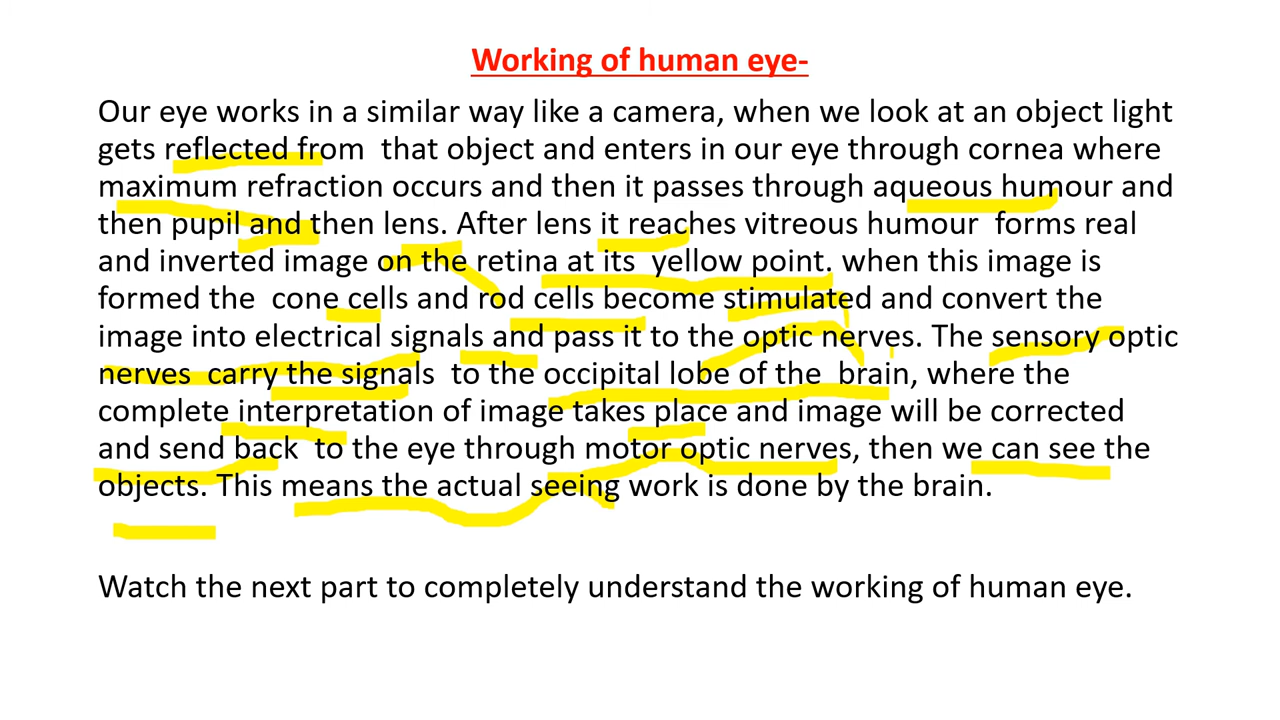 Working of human eye-
Our eye works in a similar way like a camera, when we look at an object light
gets reflected from that object and enters in our eye through cornea where
maximum refraction occurs and then it passes through aqueous humour and
then pupil and then lens. After lens it reaches vitreous humour forms real
and inverted image on the retina at its yellow point. when this image is
formed the cone cells and rod cells become stimulated and convert the
image into electrical signals and pass it to the optic nerves. The sensory optic
nerves carry the signals to the occipital lobe of the brain, where the
complete interpretation of image takes place and image will be corrected
and send back to the eye through motor optic nerves, then we can see the
objects. This means the actual seeing work is done by the brain.
Watch the next part to completely understand the working of human eye.